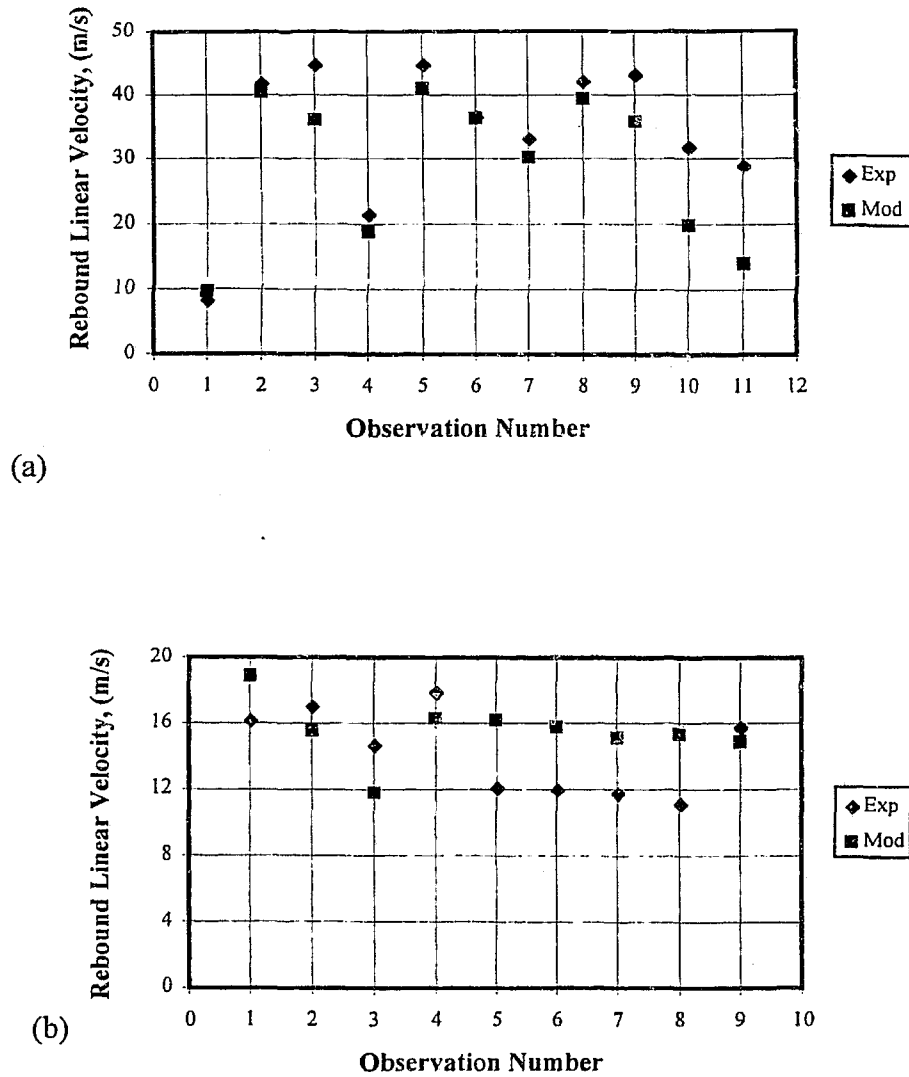 50
40
30
20
10
0
Rebound Linear Velocity, (m/s)
0 1 2 3 4 5 6 7 8 9 10 11 12
Observation Number
Exp
Mod
(a)
20
16
12
8
4
0
Rebound Linear Velocity, (m/s)
0 1 2 3 4 5 6 7 8 9 10
Observation Number
Exp
Mod
(b)